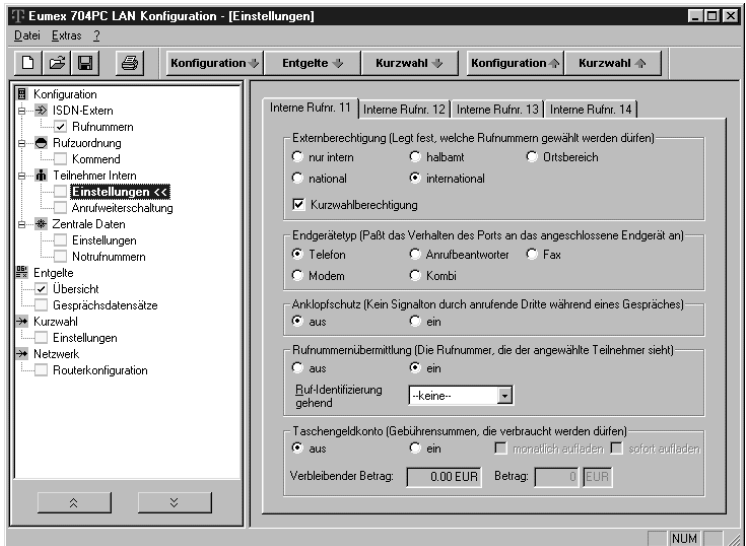 Eumex 704PC LAN Konfiguration - [Einstellungen]
Datei Extras ?
Konfiguration Entgelte Kurzwahl Konfiguration Kurzwahl
Konfiguration
ISDN-Extern
Rufnummern
Rufzuordnung
Kommend
Teilnehmer Intern
Einstellungen <<
Anrufweiterschaltung
Zentrale Daten
Einstellungen
Notrufnummern
Entgelte
Übersicht
Gesprächsdatensätze
Kurzwahl
Einstellungen
Netzwerk
Routerkonfiguration
Interne Rufnr. 11 Interne Rufnr. 12 Interne Rufnr. 13 Interne Rufnr. 14
Externberechtigung (Legt fest, welche Rufnummern gewählt werden dürfen)
nur intern halbamt Ortsbereich
national international
Kurzwahlberechtigung
Endgerätetyp (Paßt das Verhalten des Ports an das angeschlossene Endgerät an)
Telefon Anrufbeantworter Fax
Modem Kombi
Anklopfschutz (Kein Signalton durch anrufende Dritte während eines Gespräches)
aus ein
Rufnummernübermittlung (Die Rufnummer, die der angewählte Teilnehmer sieht)
aus ein
Ruf-Identifizierung
gehend
--keine--
Taschengeldkonto (Gebührensummen, die verbraucht werden dürfen)
aus ein monatlich aufladen sofort aufladen
Verbleibender Betrag: 0.00 EUR Betrag: 0 EUR
NUM